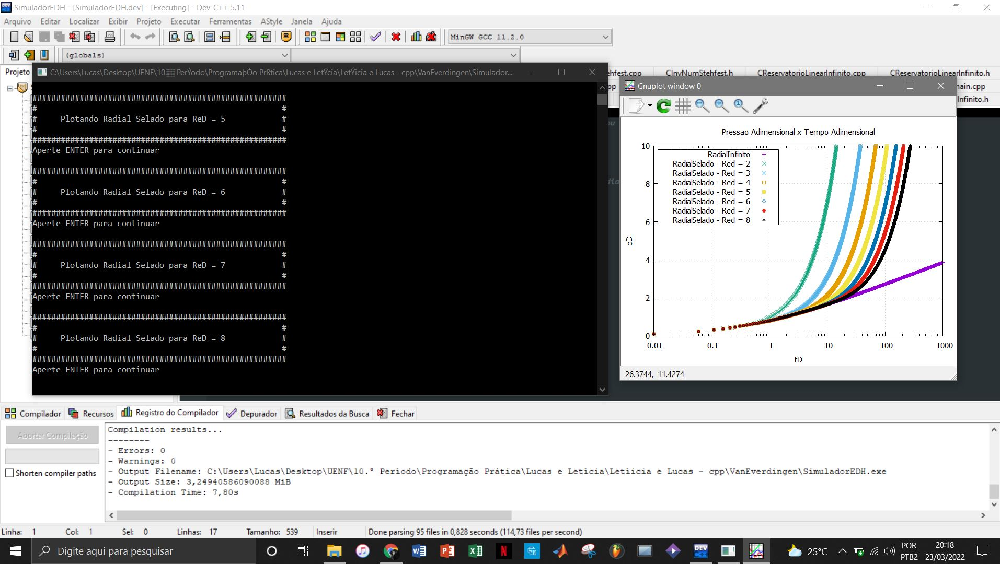 SimuladorEDH - [SimuladorEDH.dev] - [Executing] - Dev-C++ 5.11
Arquivo Editar Localizar Exibir Projeto Executar Ferramentas AStyle Janela Ajuda
MinGW GCC 11.2.0
(globals)
Projeto
C:\Users\Lucas\Desktop\UENF\10.▒ PerÝodo\ProgramaþÒo Prßtica\Lucas e LetÝcia\LetÝicia e Lucas - cpp\VanEverdingen\Simulador...
######################################################
# #
# Plotando Radial Selado para ReD = 5 #
# #
######################################################
Aperte ENTER para continuar
######################################################
# #
# Plotando Radial Selado para ReD = 6 #
# #
######################################################
Aperte ENTER para continuar
######################################################
# #
# Plotando Radial Selado para ReD = 7 #
# #
######################################################
Aperte ENTER para continuar
######################################################
# #
# Plotando Radial Selado para ReD = 8 #
# #
######################################################
Aperte ENTER para continuar
hfest.cpp CInvNumStehfest.h CReservatorioLinearInfinito.cpp CReservatorioLinearInfinito.h
pp
nain.cpp
Infinito.h
ou
dia
Gnuplot window 0
Pressao Adimensional x Tempo Adimensional
RadialInfinito
RadialSelado - Red = 2
RadialSelado - Red = 3
RadialSelado - Red = 4
RadialSelado - Red = 5
RadialSelado - Red = 6
RadialSelado - Red = 7
RadialSelado - Red = 8
10
8
6
4
2
0
pD
0.01 0.1 1 10 100 1000
tD
26.3744, 11.4274
Compilador Recursos Registro do Compilador Depurador Resultados da Busca Fechar
Abortar Compilação
Shorten compiler paths
Compilation results...
--------
- Errors: 0
- Warnings: 0
- Output Filename: C:\Users\Lucas\Desktop\UENF\10.° Período\Programação Prática\Lucas e Letícia\Letíicia e Lucas - cpp\VanEverdingen\SimuladorEDH.exe
- Output Size: 3,24940586090088 MiB
- Compilation Time: 7,80s
Linha: 1 Col: 1 Sel: 0 Linhas: 17 Tamanho: 539 Inserir Done parsing 95 files in 0,828 seconds (114,73 files per second)
Digite aqui para pesquisar
25°C
POR
PTB2
20:18
23/03/2022